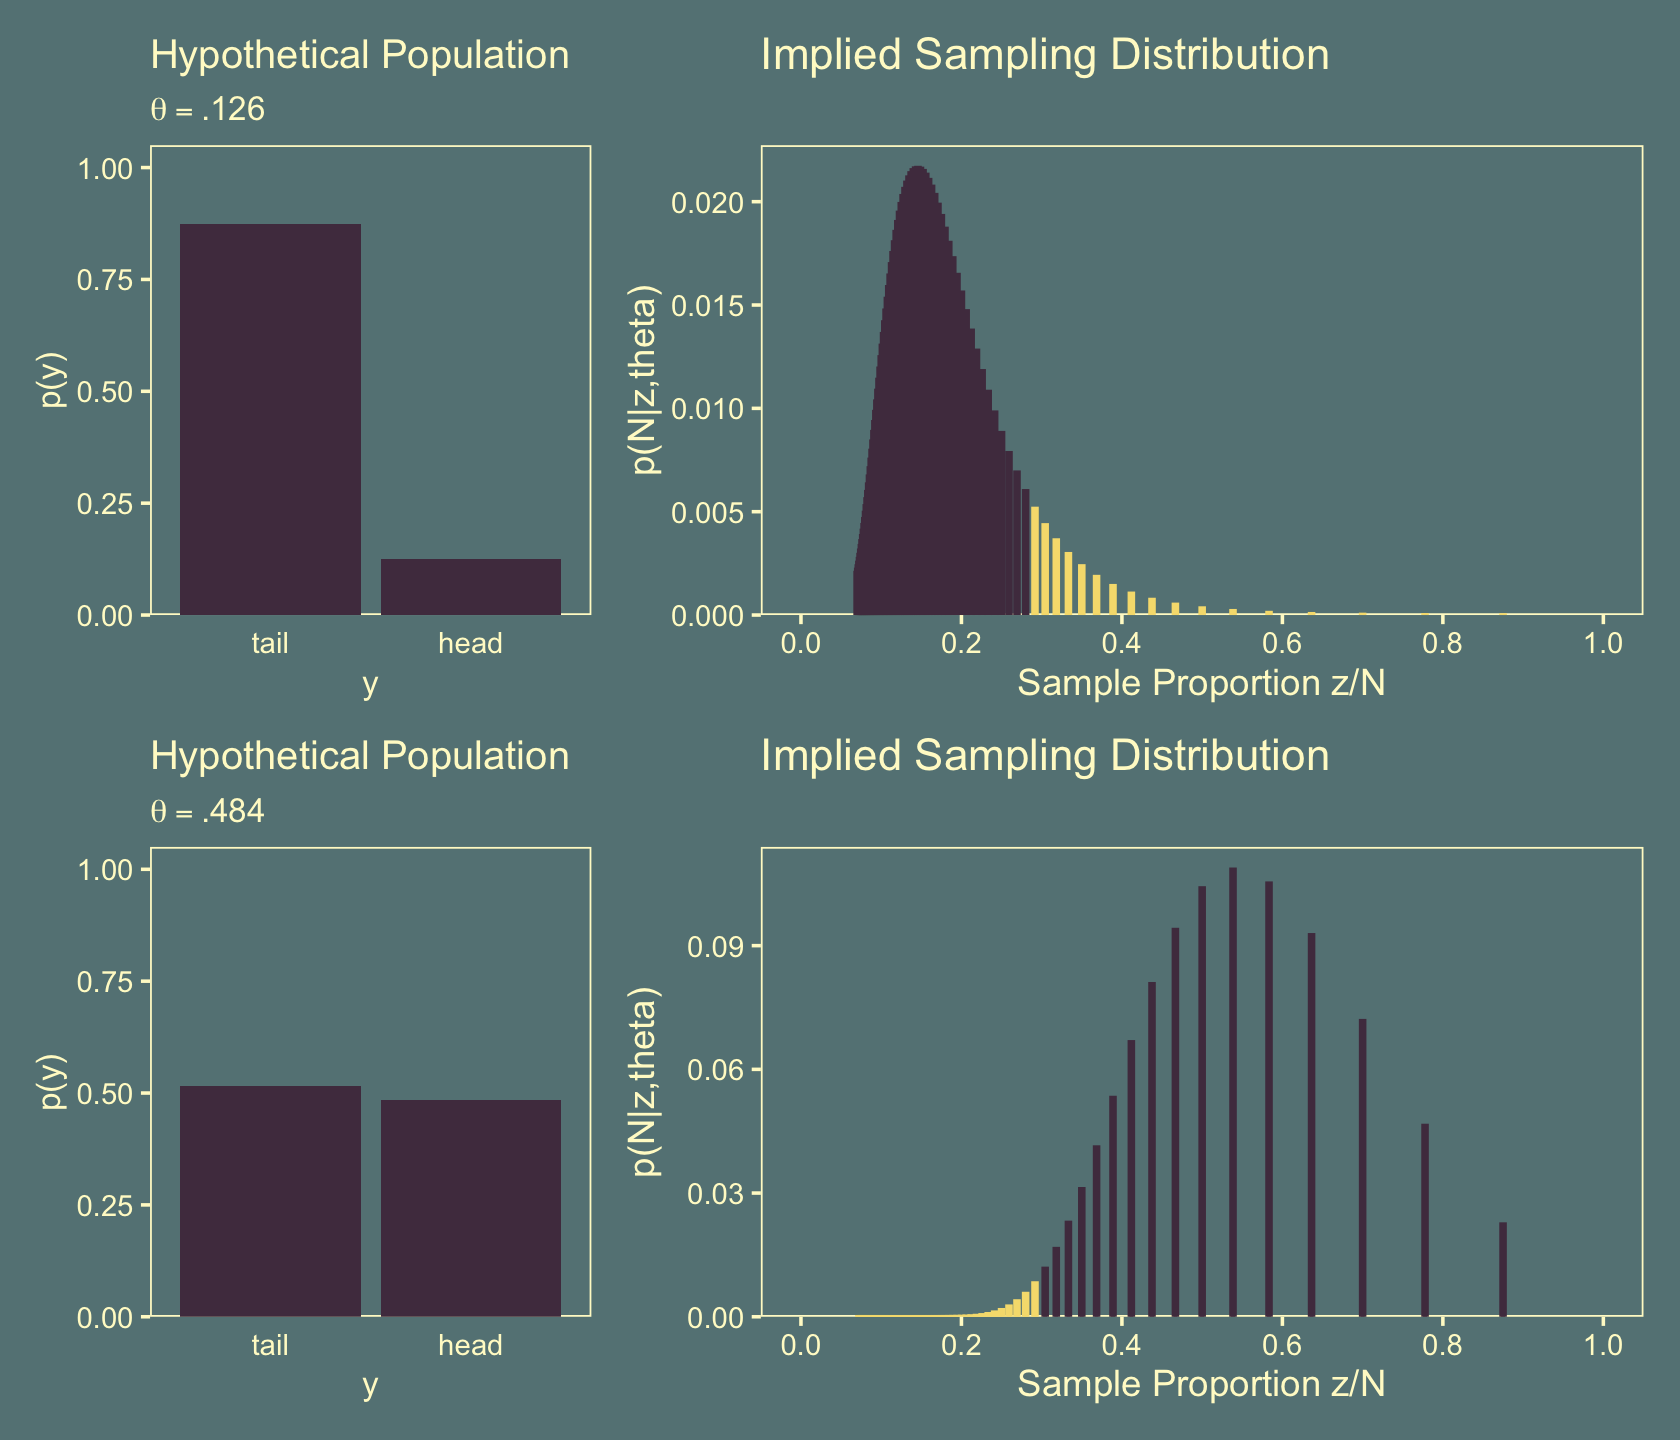 Hypothetical Population
θ = .126
1.00
0.75
0.50
0.25
0.00
p(y)
tail head
y
Implied Sampling Distribution
0.020
0.015
0.010
0.005
0.000
p(N|z,theta)
0.0 0.2 0.4 0.6 0.8 1.0
Sample Proportion z/N
Hypothetical Population
θ = .484
1.00
0.75
0.50
0.25
0.00
p(y)
tail head
y
Implied Sampling Distribution
0.09
0.06
0.03
0.00
p(N|z,theta)
0.0 0.2 0.4 0.6 0.8 1.0
Sample Proportion z/N